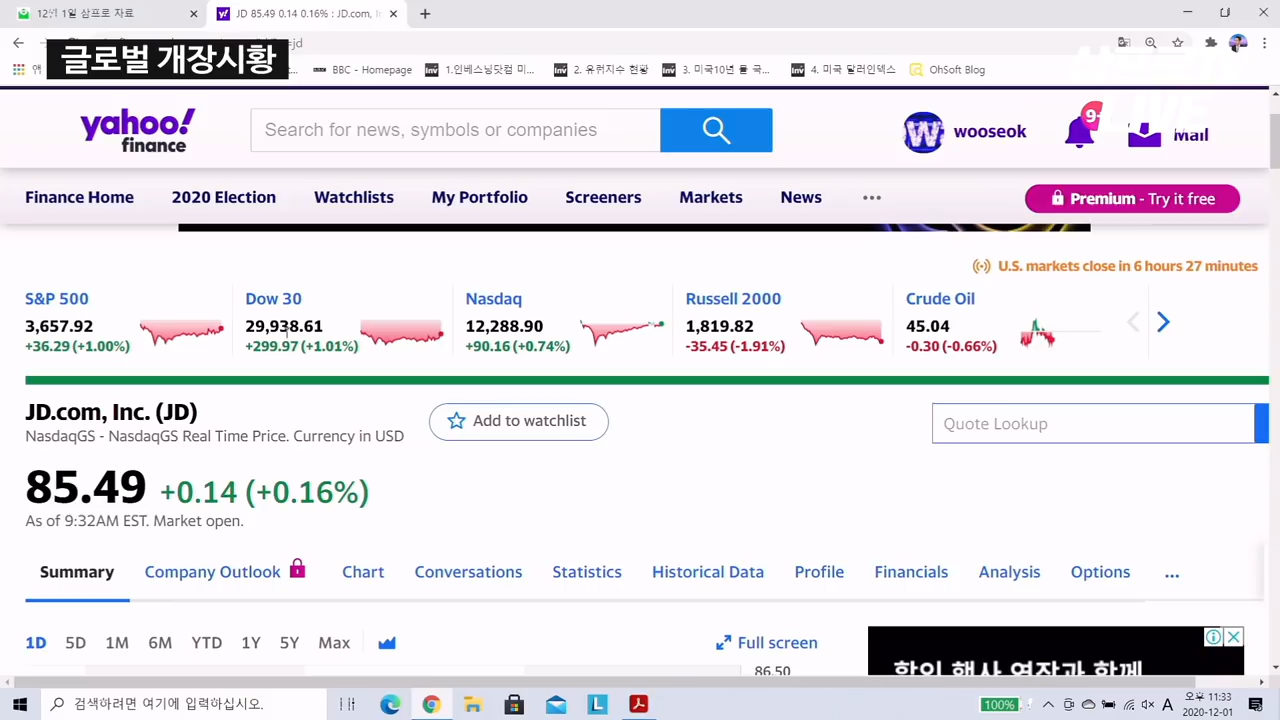 12월 1일 삼프로 자료
JD 85.49 0.14 0.16% : JD.com, I
글로벌 개장시황
=jd
LIVE
앱
BBC - Homepage
1.인베스팅닷컴 미...
2. 유럽지수 현황
3. 미국10년 물 국...
4. 미국 달러인덱스
OhSoft Blog
yahoo!
finance
Search for news, symbols or companies
W
wooseok
9+
Mail
Finance Home
2020 Election
Watchlists
My Portfolio
Screeners
Markets
News
Premium - Try it free
U.S. markets close in 6 hours 27 minutes
S&P 500
3,657.92
+36.29 (+1.00%)
Dow 30
29,938.61
+299.97 (+1.01%)
Nasdaq
12,288.90
+90.16 (+0.74%)
Russell 2000
1,819.82
-35.45 (-1.91%)
Crude Oil
45.04
-0.30 (-0.66%)
JD.com, Inc. (JD)
NasdaqGS - NasdaqGS Real Time Price. Currency in USD
Add to watchlist
Quote Lookup
85.49 +0.14 (+0.16%)
As of 9:32AM EST. Market open.
Summary
Company Outlook
Chart
Conversations
Statistics
Historical Data
Profile
Financials
Analysis
Options
...
1D
5D
1M
6M
YTD
1Y
5Y
Max
Full screen
86.50
검색하려면 여기에 입력하십시오.
100%
A
오후 11:33
2020-12-01